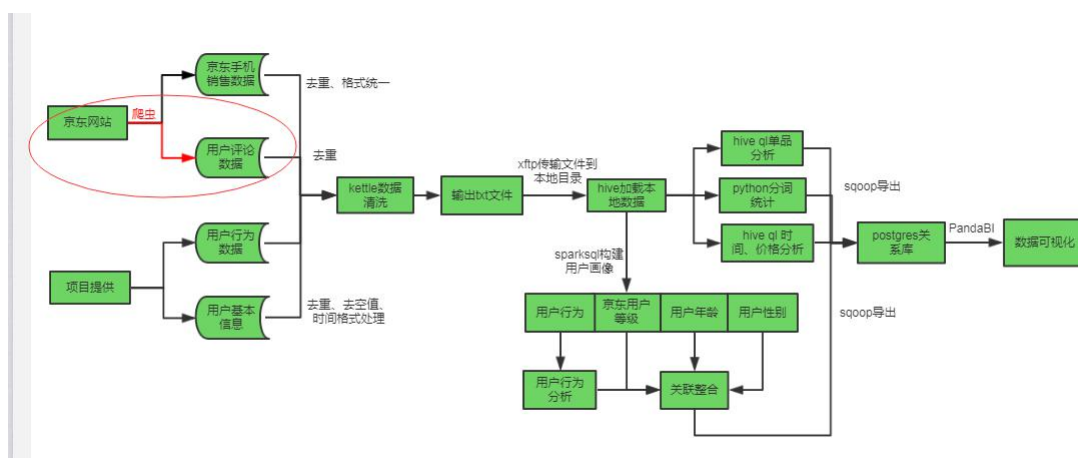 京东手机
销售数据
去重、格式统一
京东网站
爬虫
用户评论
数据
去重
kettle数据
清洗
输出txt文件
xftp传输文件到
本地目录
hive加载本
地数据
hive ql单品
分析
python分词
统计
hive ql 时
间、价格分析
sqoop导出
postgres关
系库
PandaBI
数据可视化
用户行为
数据
项目提供
用户基本
信息
去重、去空值、
时间格式处理
sparksql构建
用户画像
用户行为
京东用户
等级
用户年龄
用户性别
sqoop导出
用户行为
分析
关联整合